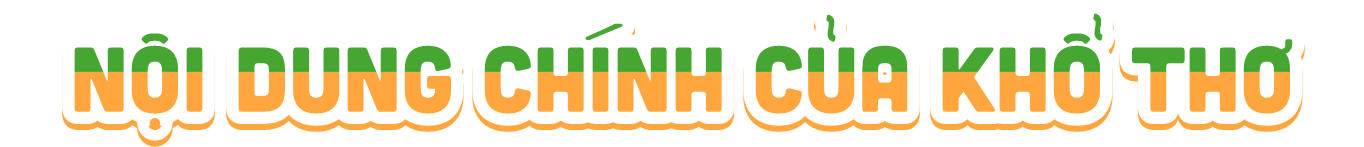 NỘI DUNG CHÍNH CỦA KHỔ THƠ